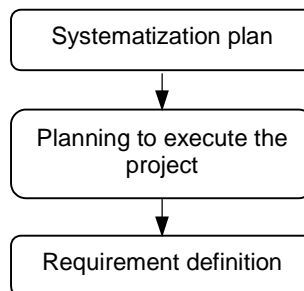 Systematization plan
Planning to execute the
project
Requirement definition